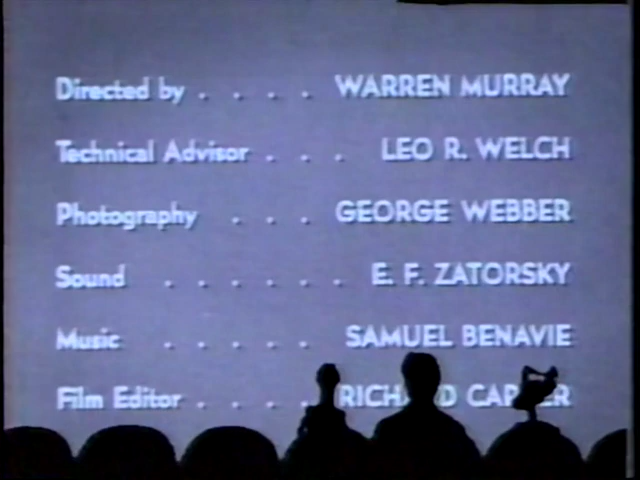 Directed by . . . . WARREN MURRAY
Technical Advisor . . . LEO R. WELCH
Photography . . . GEORGE WEBBER
Sound . . . . . . E. F. ZATORSKY
Music . . . . . SAMUEL BENAVIE
Film Editor . . . .